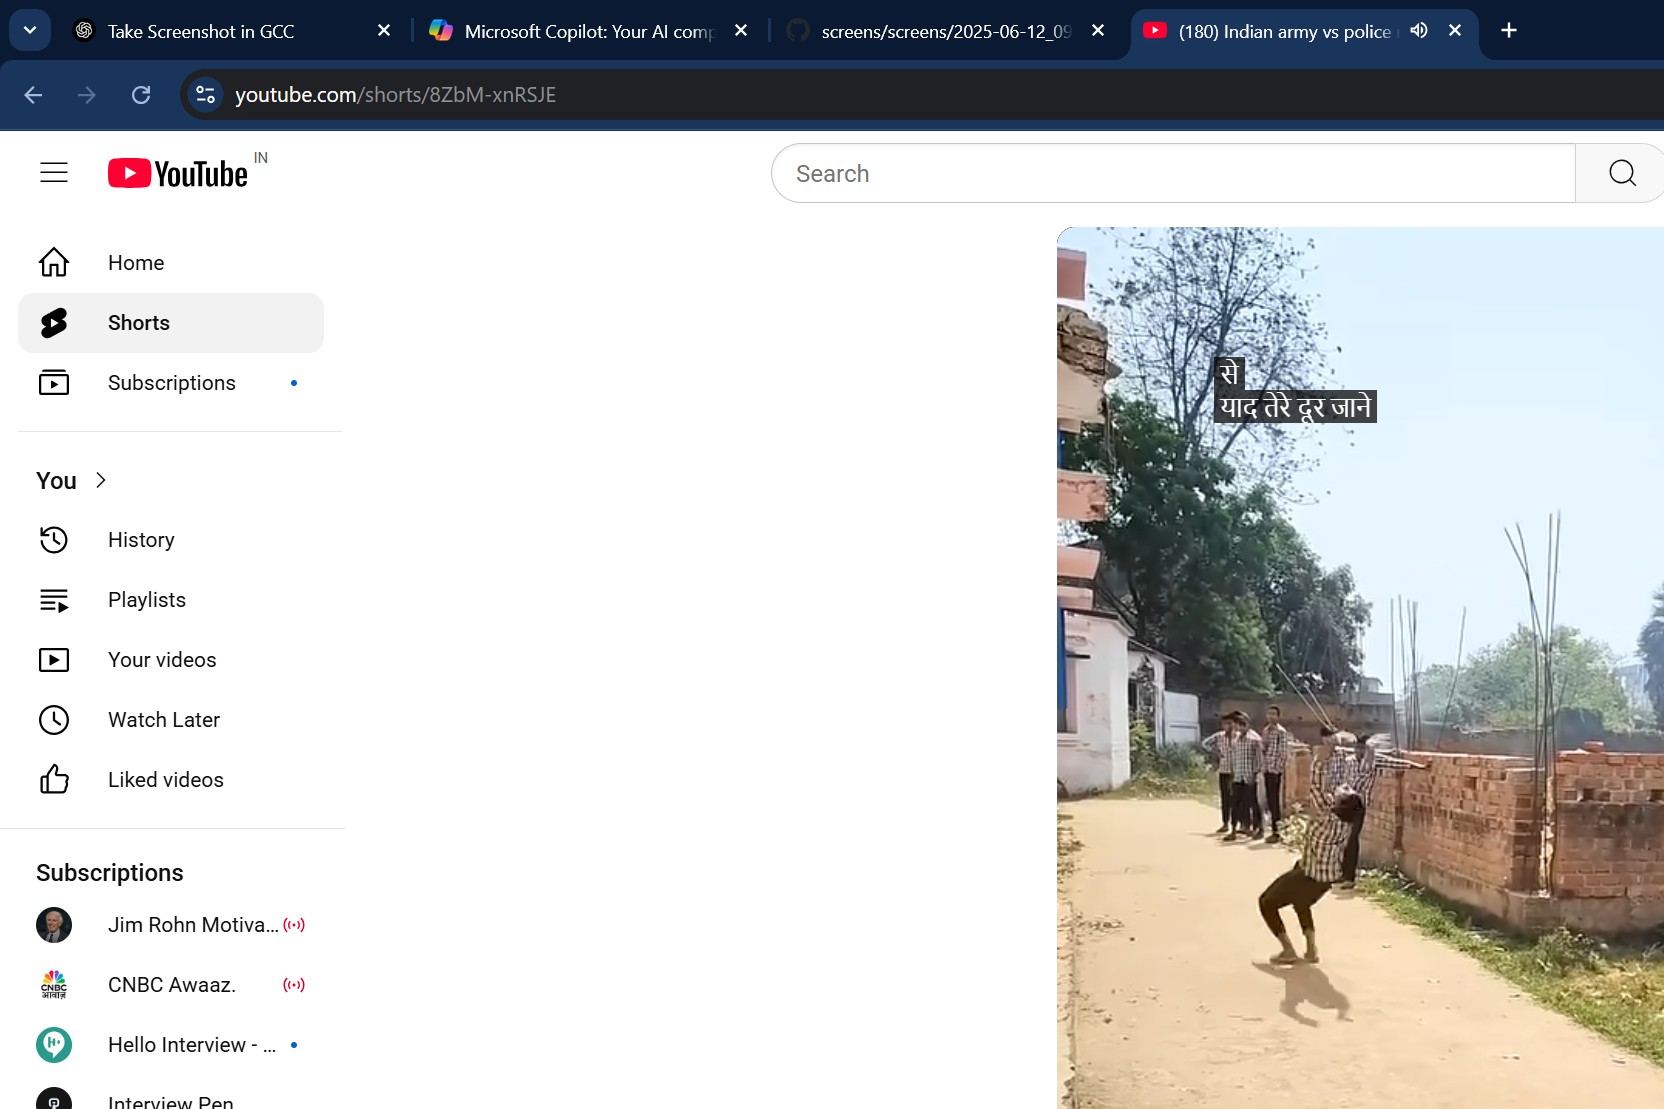 Take Screenshot in GCC
Microsoft Copilot: Your AI comp
screens/screens/2025-06-12_09
(180) Indian army vs police
youtube.com/shorts/8ZbM-xnRSJE
YouTube IN
Search
Home
Shorts
Subscriptions
You
History
Playlists
Your videos
Watch Later
Liked videos
Subscriptions
Jim Rohn Motiva...
CNBC Awaaz.
CNBC
आवाज़
Hello Interview - ...
Interview Pen
से
याद तेरे दूर जाने